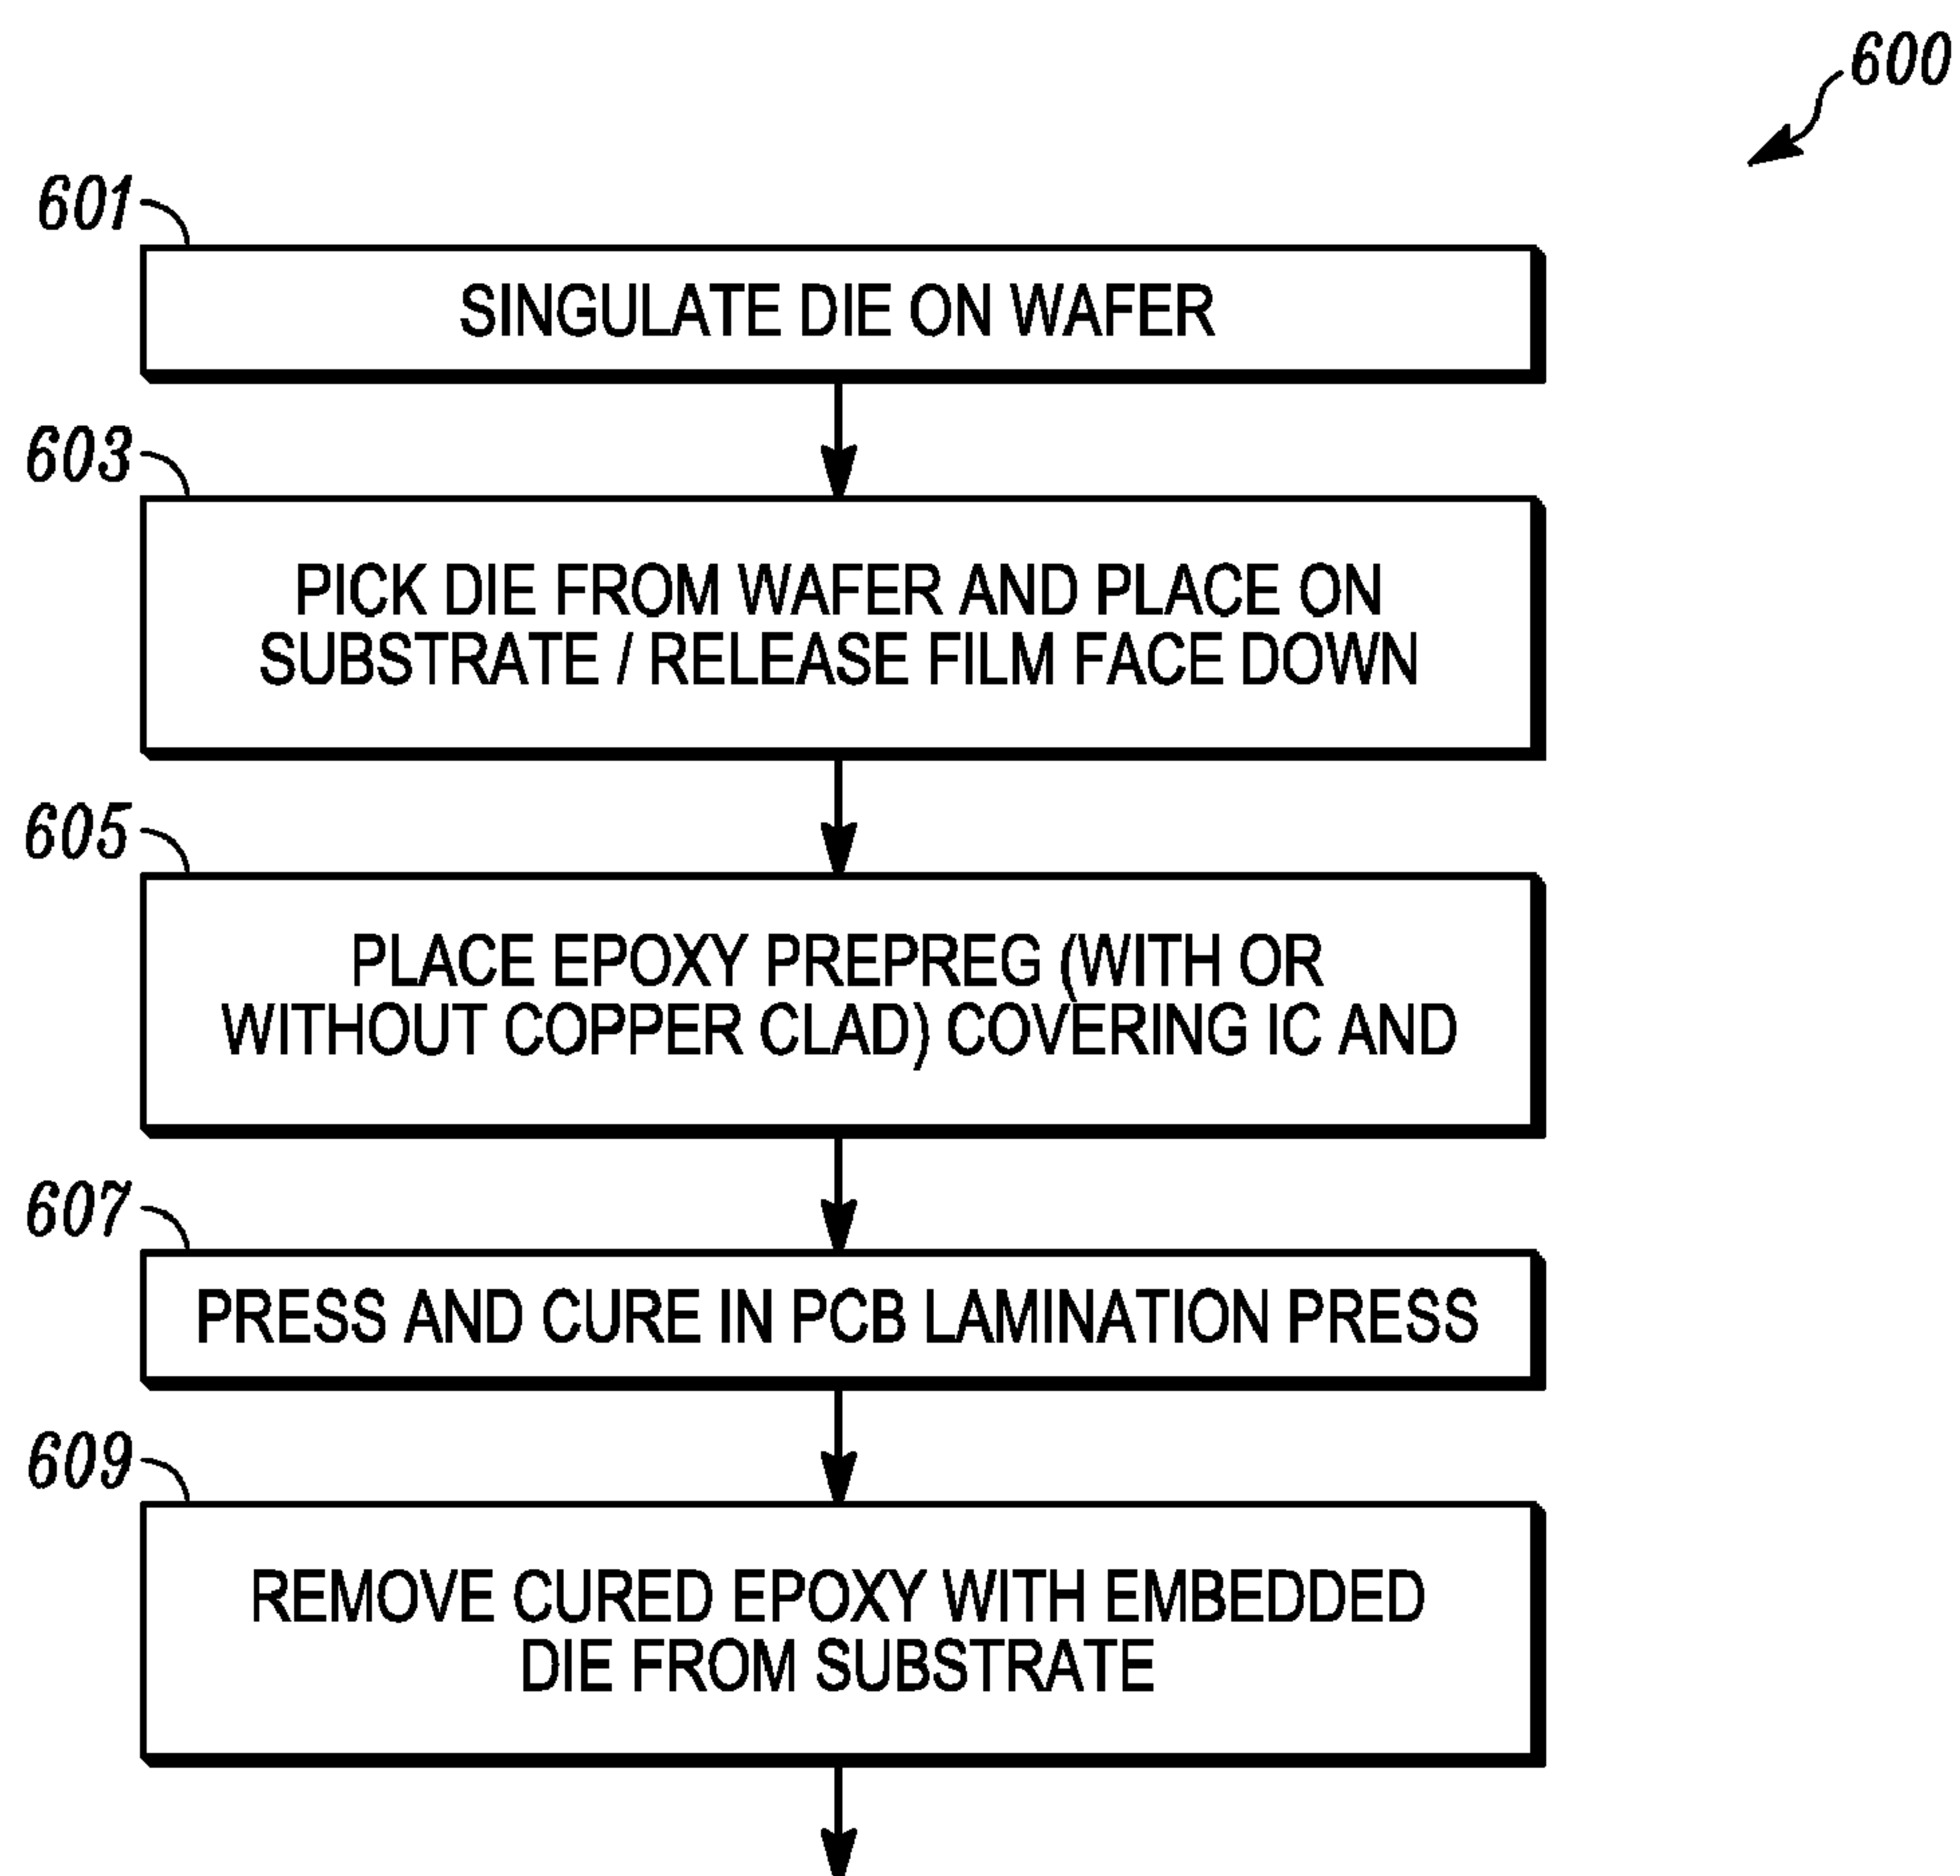 600
601
SINGULATE DIE ON WAFER
603
PICK DIE FROM WAFER AND PLACE ON
SUBSTRATE / RELEASE FILM FACE DOWN
605
PLACE EPOXY PREPREG (WITH OR
WITHOUT COPPER CLAD) COVERING IC AND
607
PRESS AND CURE IN PCB LAMINATION PRESS
609
REMOVE CURED EPOXY WITH EMBEDDED
DIE FROM SUBSTRATE